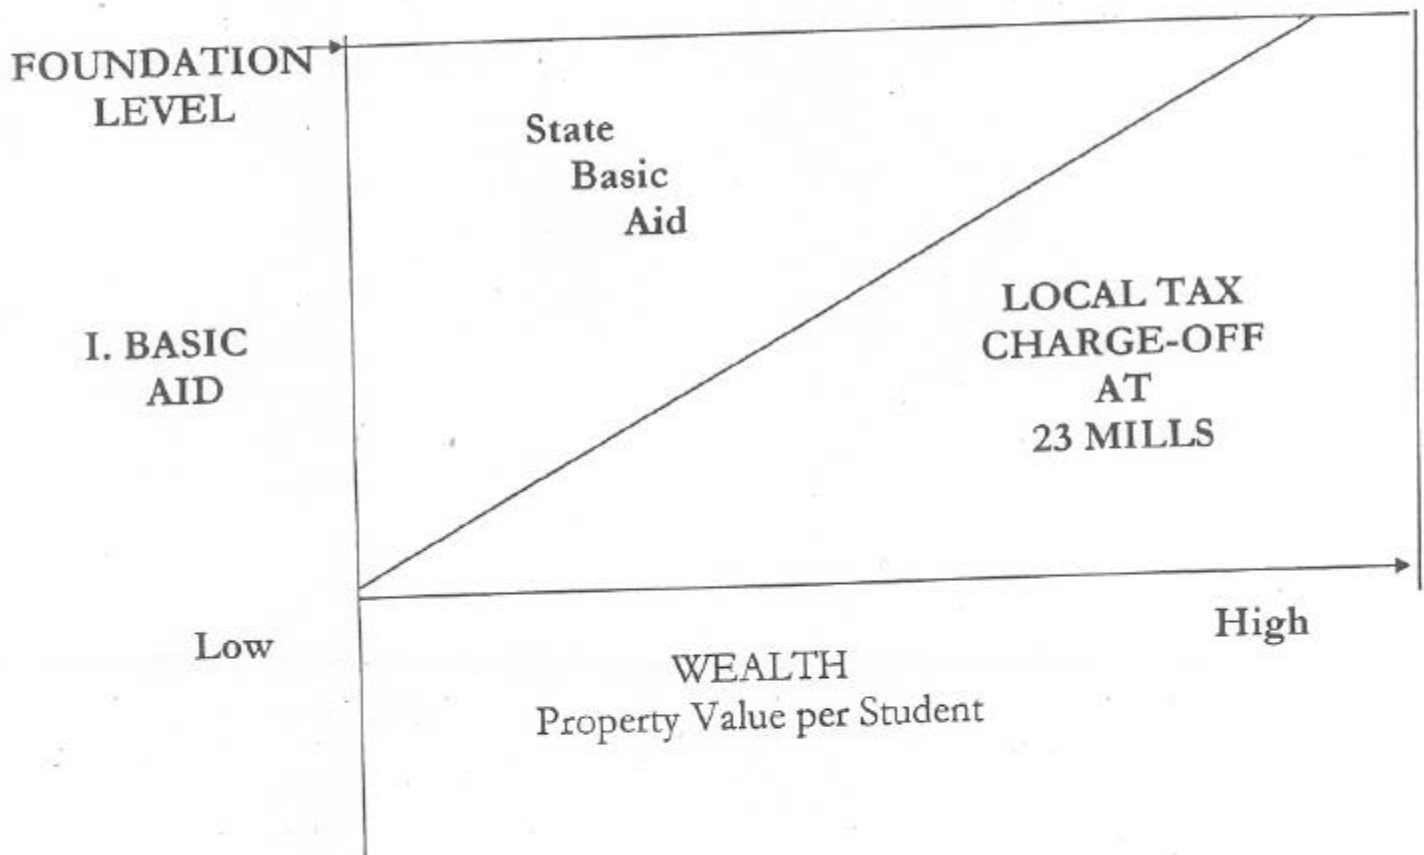 FOUNDATION
LEVEL
State
Basic
Aid
I. BASIC
AID
LOCAL TAX
CHARGE-OFF
AT
23 MILLS
Low
High
WEALTH
Property Value per Student